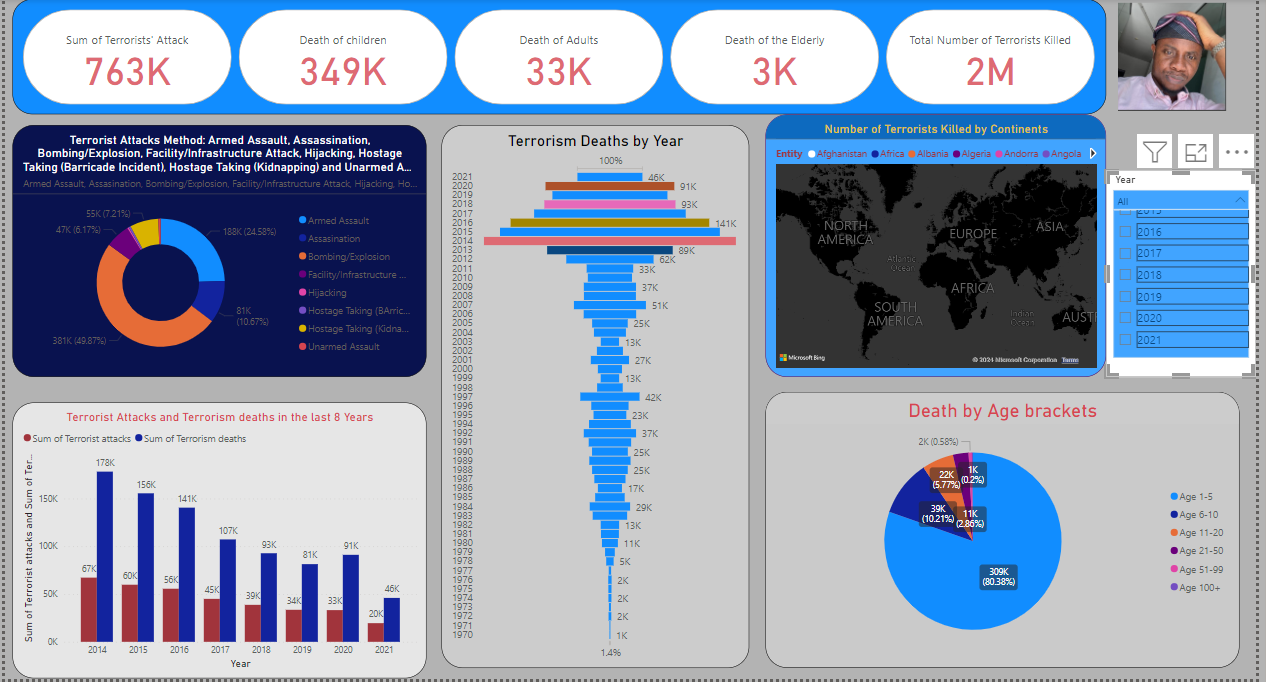 Sum of Terrorists' Attack
763K
Death of children
349K
Death of Adults
33K
Death of the Elderly
3K
Total Number of Terrorists Killed
2M
Terrorist Attacks Method: Armed Assault, Assassination,
Bombing/Explosion, Facility/Infrastructure Attack, Hijacking, Hostage
Taking (Barricade Incident), Hostage Taking (Kidnapping) and Unarmed A...
Armed Assault, Assasination, Bombing/Explosion, Facility/Infrastructure Attack, Hijacking, Ho...
55K (7.21%)
47K (6.17%)
188K (24.58%)
81K
(10.67%)
381K (49.87%)
Armed Assault
Assasination
Bombing/Explosion
Facility/Infrastructure ...
Hijacking
Hostage Taking (BArric...
Hostage Taking (Kidna...
Unarmed Assault
Terrorist Attacks and Terrorism deaths in the last 8 Years
Sum of Terrorist attacks Sum of Terrorism deaths
Sum of Terrorist attacks and Sum of Ter...
150K
100K
50K
0K
67K 178K
60K 156K
56K 141K
45K 107K
39K 93K
34K 81K
33K 91K
20K 46K
2014 2015 2016 2017 2018 2019 2020 2021
Year
Terrorism Deaths by Year
100%
2021 46K
2020 91K
2019
2018 93K
2017
2016 141K
2015
2014
2013 89K
2012 62K
2011 33K
2010
2009 37K
2008
2007 51K
2006
2005 25K
2004
2003 13K
2002
2001 27K
2000
1999 13K
1998
1997 42K
1996
1995 23K
1994
1992 37K
1991
1990 25K
1989
1988 25K
1987
1986 17K
1985
1984 29K
1983
1982 13K
1981
1980 11K
1979
1978 5K
1977
1976 2K
1975
1974 2K
1973
1972 2K
1971
1970 1K
1.4%
Number of Terrorists Killed by Continents
Entity Afghanistan Africa Albania Algeria Andorra Angola
NORTH
AMERICA
EUROPE
ASIA
Atlantic
Ocean
AFRICA
SOUTH
AMERICA
Indian
Ocean
AUST
Microsoft Bing
© 2024 Microsoft Corporation Terms
Year
All
2015
2016
2017
2018
2019
2020
2021
Death by Age brackets
2K (0.58%)
1K
(0.2%)
22K
(5.77%)
39K
(10.21%)
11K
(2.86%)
309K
(80.38%)
Age 1-5
Age 6-10
Age 11-20
Age 21-50
Age 51-99
Age 100+